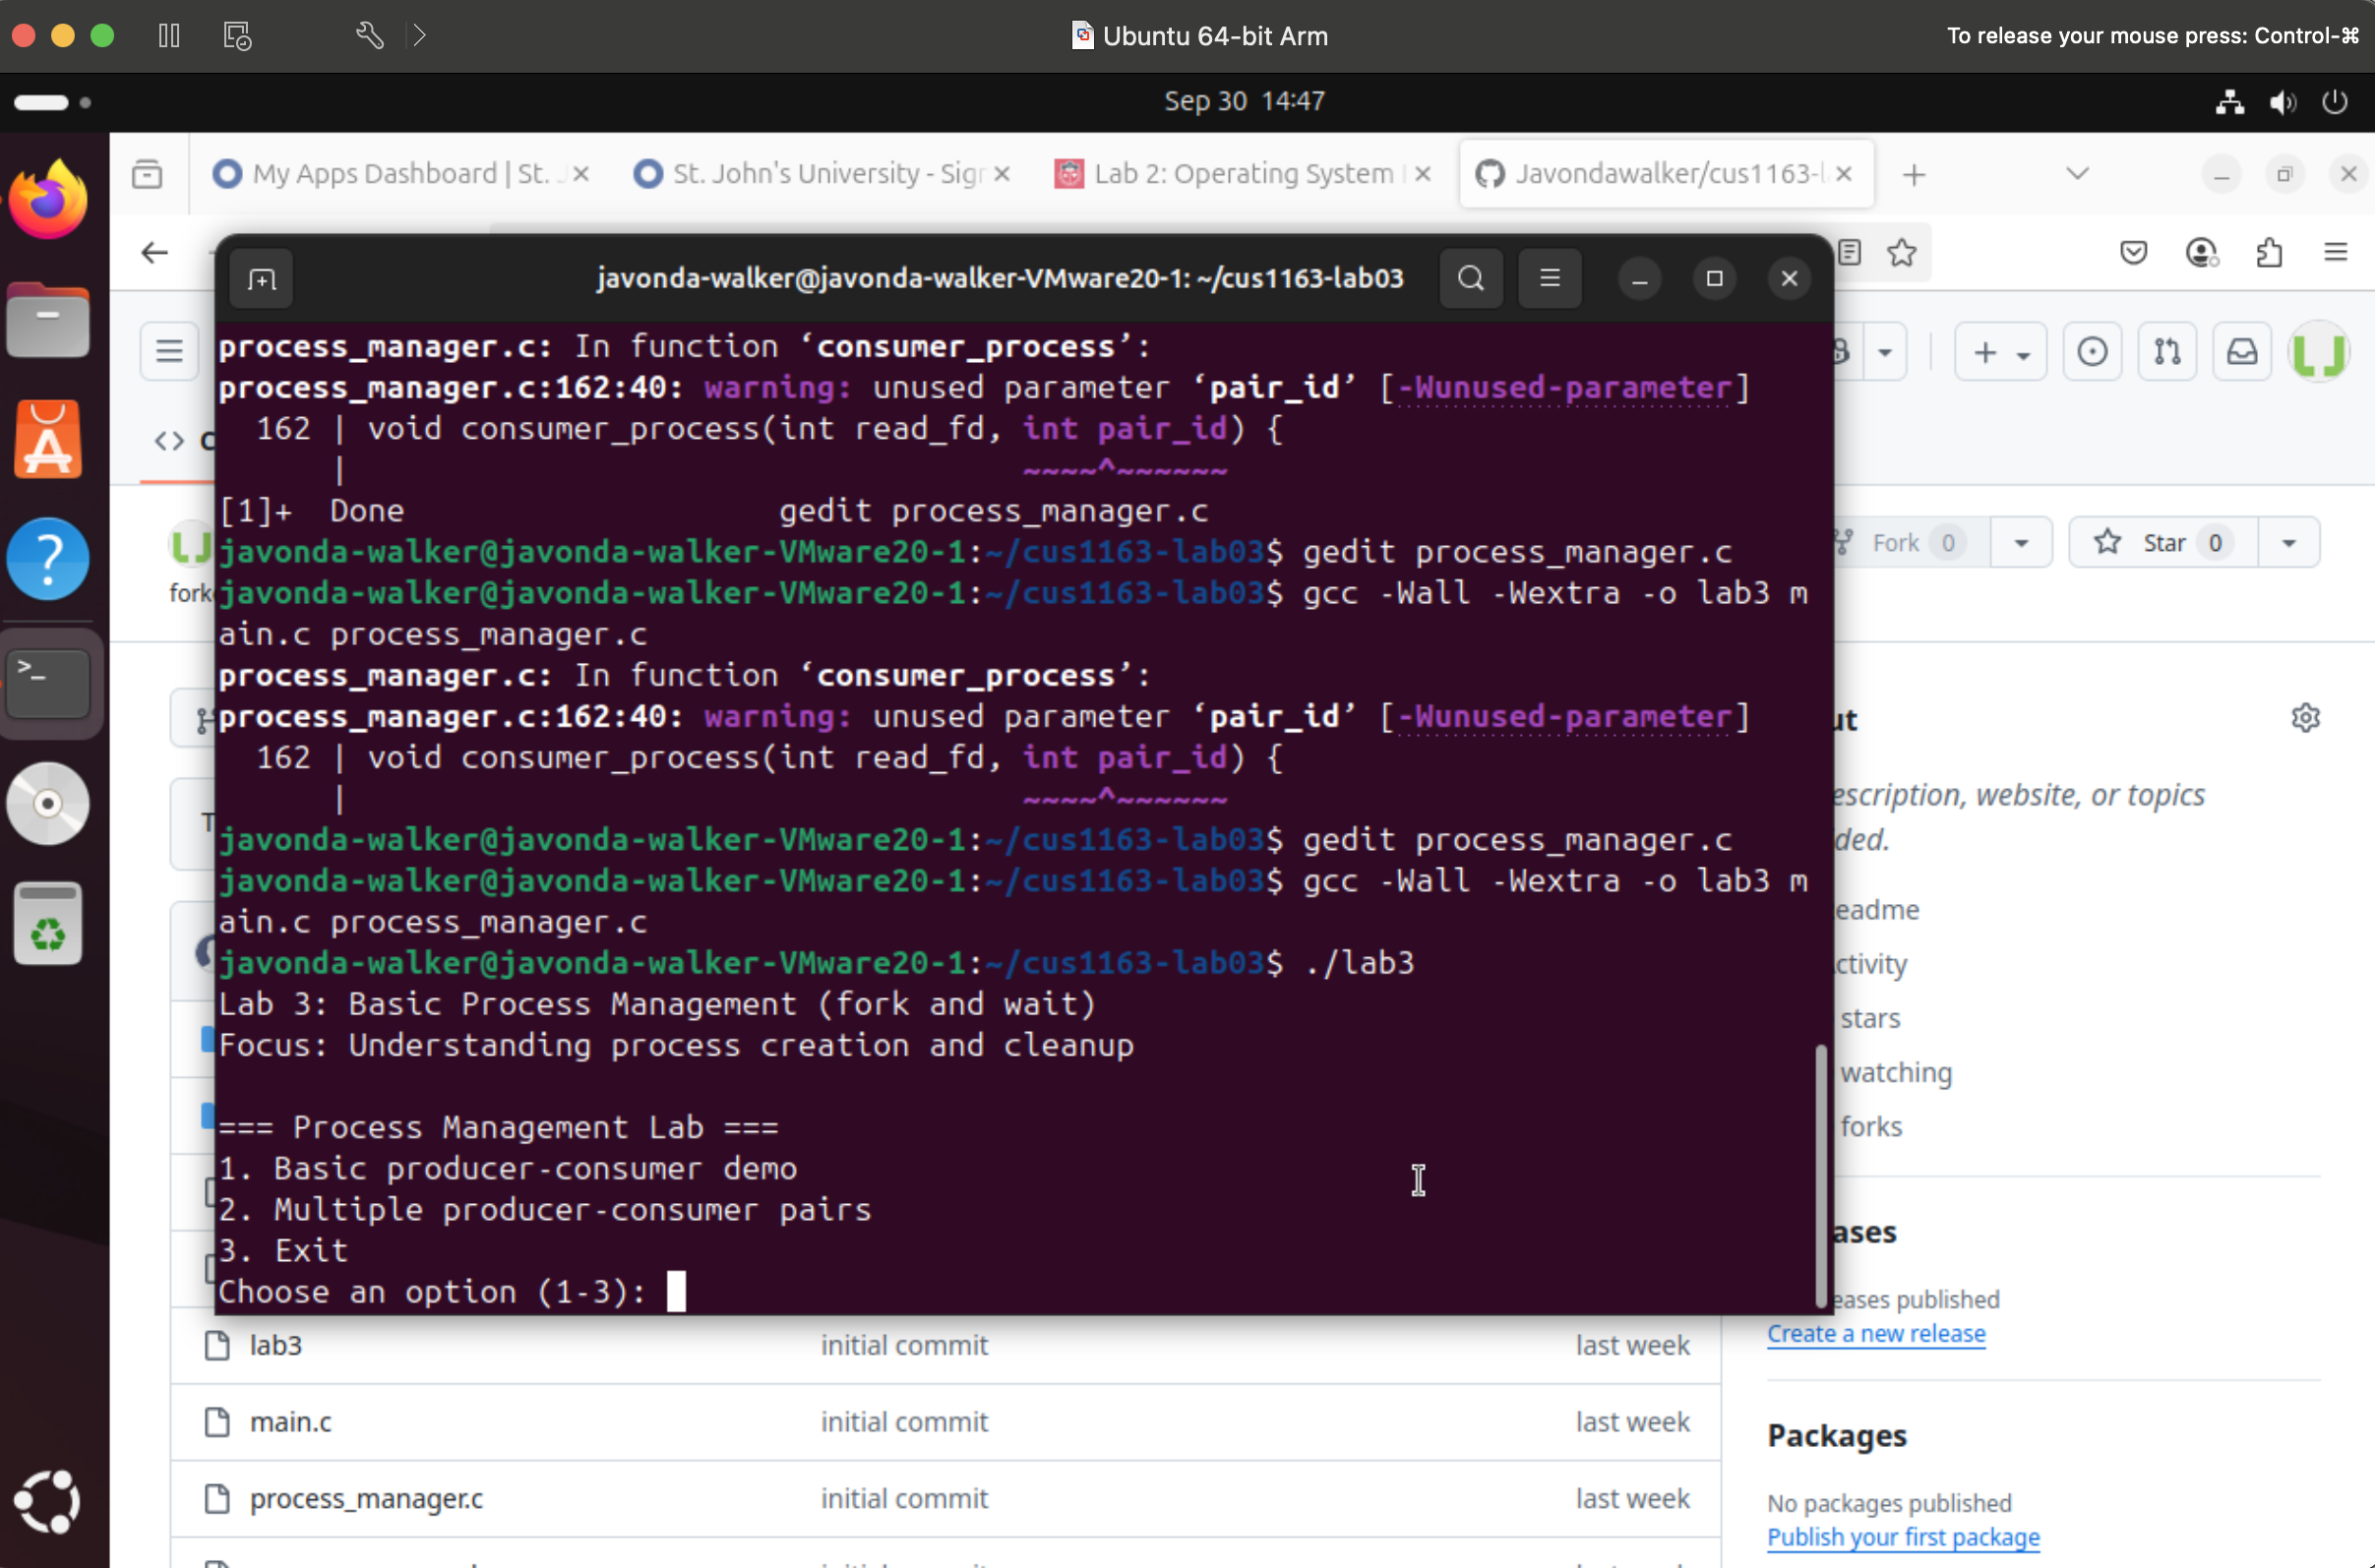 Ubuntu 64-bit Arm
To release your mouse press: Control-⌘
Sep 30 14:47
My Apps Dashboard | St.
St. John's University - Sign
Lab 2: Operating System
Javondawalker/cus1163-l
javonda-walker@javonda-walker-VMware20-1: ~/cus1163-lab03
process_manager.c: In function ‘consumer_process’:
process_manager.c:162:40: warning: unused parameter ‘pair_id’ [-Wunused-parameter]
162 | void consumer_process(int read_fd, int pair_id) {
| ~~~~^~~~~~~
[1]+ Done gedit process_manager.c
javonda-walker@javonda-walker-VMware20-1:~/cus1163-lab03$ gedit process_manager.c
javonda-walker@javonda-walker-VMware20-1:~/cus1163-lab03$ gcc -Wall -Wextra -o lab3 m
ain.c process_manager.c
process_manager.c: In function ‘consumer_process’:
process_manager.c:162:40: warning: unused parameter ‘pair_id’ [-Wunused-parameter]
162 | void consumer_process(int read_fd, int pair_id) {
| ~~~~^~~~~~~
javonda-walker@javonda-walker-VMware20-1:~/cus1163-lab03$ gedit process_manager.c
javonda-walker@javonda-walker-VMware20-1:~/cus1163-lab03$ gcc -Wall -Wextra -o lab3 m
ain.c process_manager.c
javonda-walker@javonda-walker-VMware20-1:~/cus1163-lab03$ ./lab3
Lab 3: Basic Process Management (fork and wait)
Focus: Understanding process creation and cleanup
=== Process Management Lab ===
1. Basic producer-consumer demo
2. Multiple producer-consumer pairs
3. Exit
Choose an option (1-3):
fork
Fork 0
Star 0
ut
escription, website, or topics
ded.
eadme
ctivity
stars
watching
forks
ases
eases published
Create a new release
Packages
No packages published
Publish your first package
lab3 initial commit last week
main.c initial commit last week
process_manager.c initial commit last week